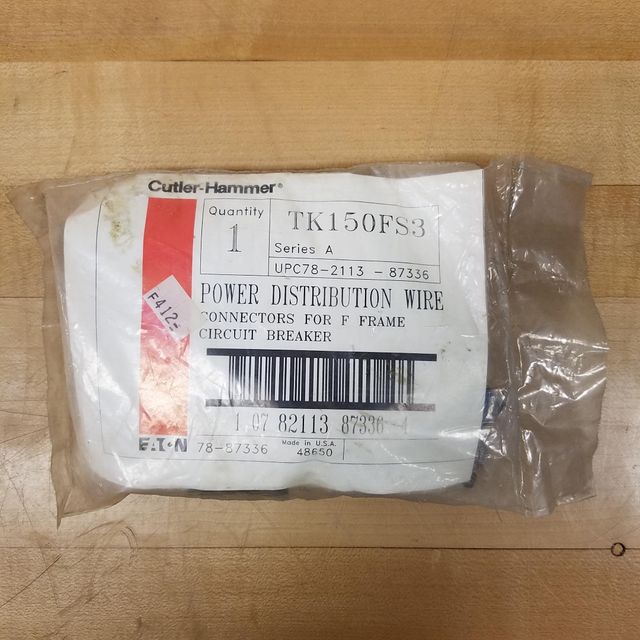 Cutler-Hammer®
Quantity
1
TK150FS3
Series A
UPC78-2113 - 87336
POWER DISTRIBUTION WIRE
CONNECTORS FOR F FRAME
CIRCUIT BREAKER
F412=
1 07 82113 87336 4
EATON
78-87336
Made in U.S.A.
48650